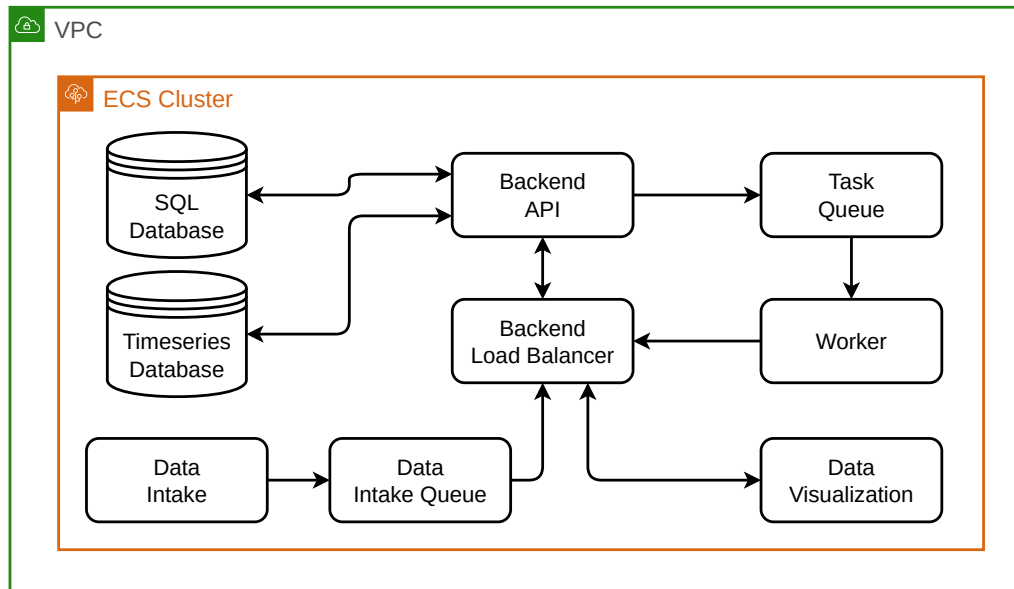 VPC
ECS Cluster
SQL
Database
Backend
API
Task
Queue
Timeseries
Database
Backend
Load Balancer
Worker
Data
Intake
Data
Intake Queue
Data
Visualization